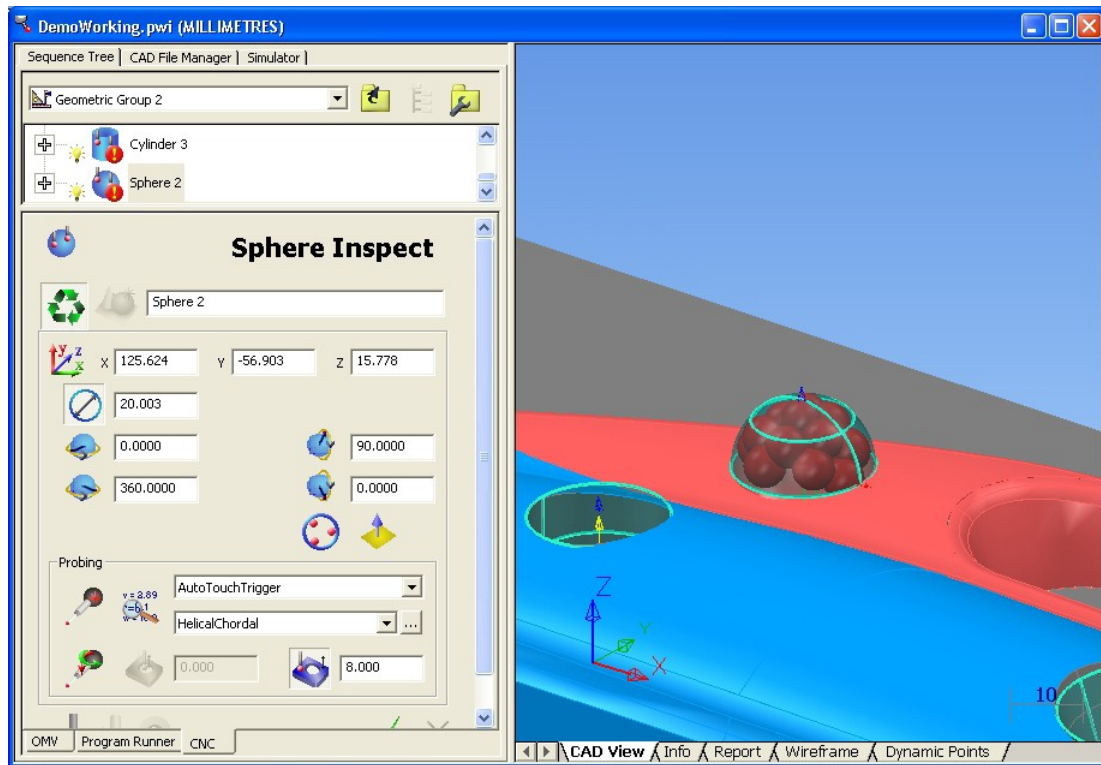 DemoWorking.pwi (MILLIMETRES)
Sequence Tree CAD File Manager Simulator
Geometric Group 2
Cylinder 3
Sphere 2
Sphere Inspect
Sphere 2
X 125.624 Y -56.903 Z 15.778
20.003
0.0000 90.0000
360.0000 0.0000
Probing
AutoTouchTrigger
HelicalChordal ...
0.000 8.000
OMV Program Runner CNC
Z
Y
X
10
CAD View Info Report Wireframe Dynamic Points